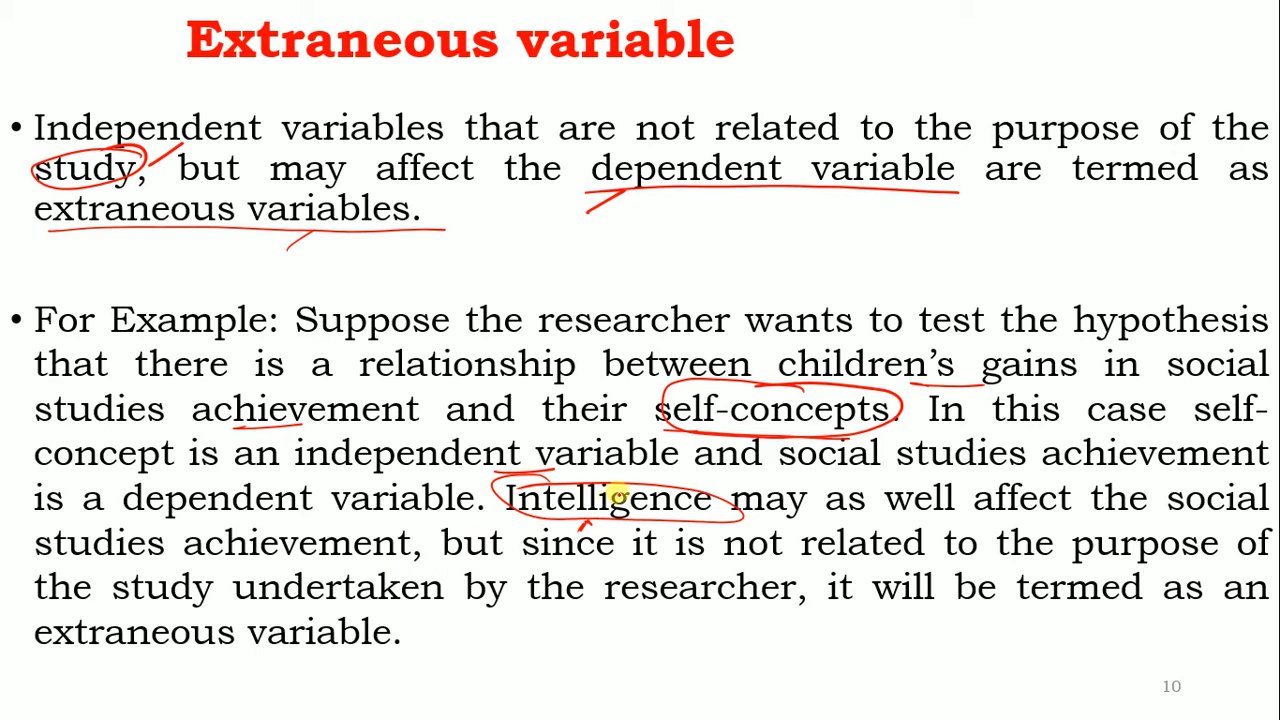 Extraneous variable
• Independent variables that are not related to the purpose of the
study, but may affect the dependent variable are termed as
extraneous variables.
• For Example: Suppose the researcher wants to test the hypothesis
that there is a relationship between children’s gains in social
studies achievement and their self-concepts. In this case self-
concept is an independent variable and social studies achievement
is a dependent variable. Intelligence may as well affect the social
studies achievement, but since it is not related to the purpose of
the study undertaken by the researcher, it will be termed as an
extraneous variable.
10